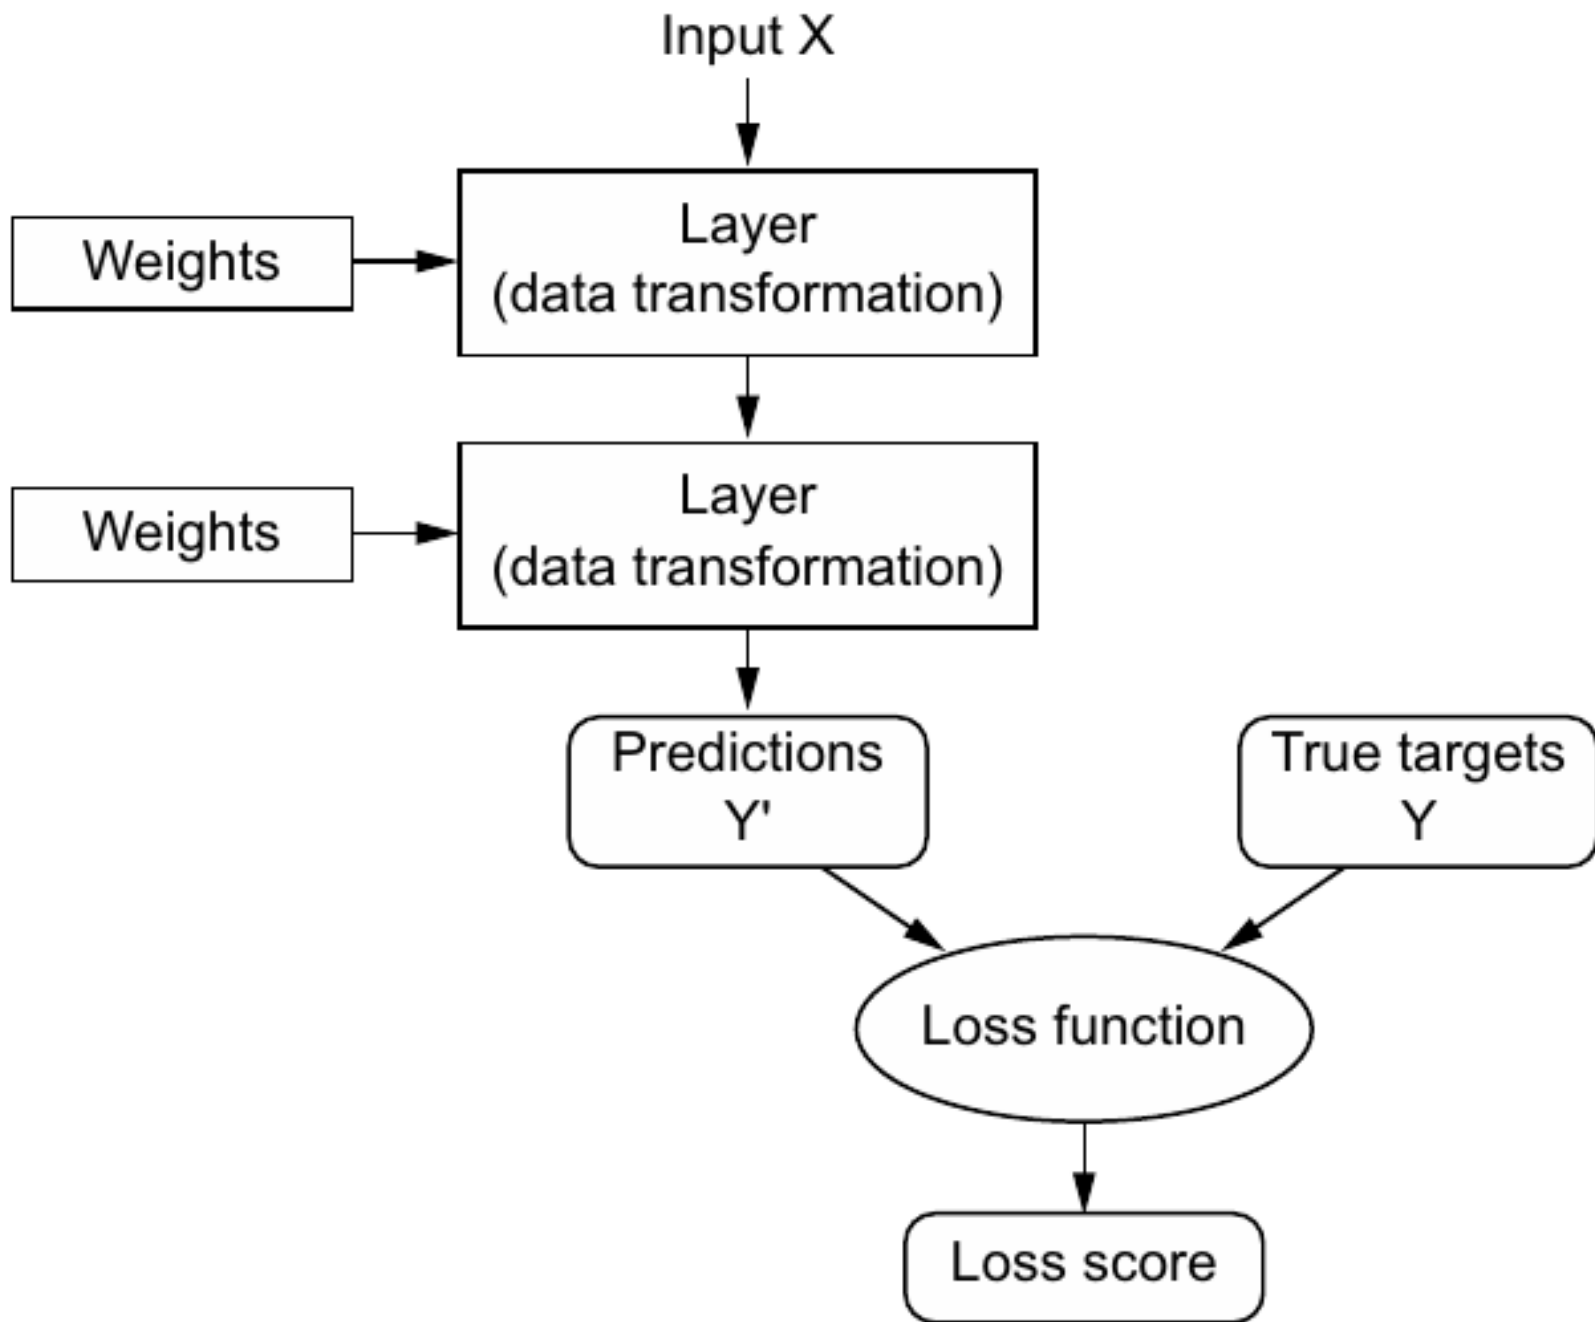 Input X
Weights
Layer
(data transformation)
Weights
Layer
(data transformation)
Predictions
Y'
True targets
Y
Loss function
Loss score